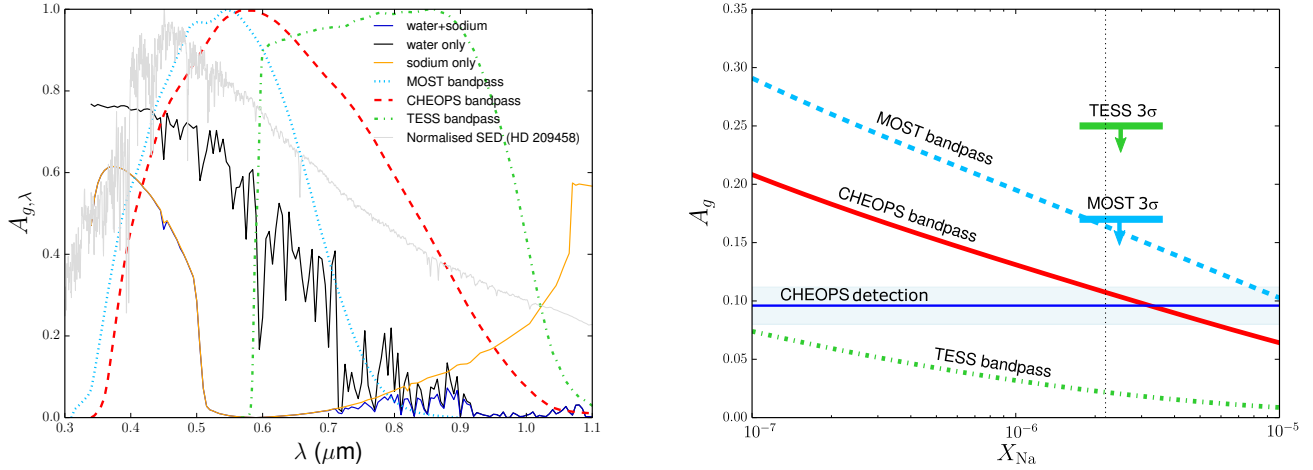 1.0
0.8
0.6
0.4
0.2
0.0
A_{g,λ}
water+sodium
water only
sodium only
MOST bandpass
CHEOPS bandpass
TESS bandpass
Normalised SED (HD 209458)
0.3 0.4 0.5 0.6 0.7 0.8 0.9 1.0 1.1
λ (μm)
0.35
0.30
0.25
0.20
0.15
0.10
0.05
0.00
A_g
MOST bandpass
TESS 3σ
CHEOPS bandpass
MOST 3σ
CHEOPS detection
TESS bandpass
10^{-7} 10^{-6} 10^{-5}
X_{Na}